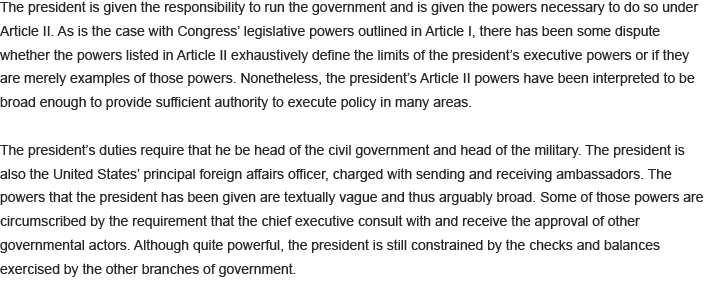 The president is given the responsibility to run the government and is given the powers necessary to do so under
Article II. As is the case with Congress’ legislative powers outlined in Article I, there has been some dispute
whether the powers listed in Article II exhaustively define the limits of the president’s executive powers or if they
are merely examples of those powers. Nonetheless, the president’s Article II powers have been interpreted to be
broad enough to provide sufficient authority to execute policy in many areas.
The president’s duties require that he be head of the civil government and head of the military. The president is
also the United States’ principal foreign affairs officer, charged with sending and receiving ambassadors. The
powers that the president has been given are textually vague and thus arguably broad. Some of those powers are
circumscribed by the requirement that the chief executive consult with and receive the approval of other
governmental actors. Although quite powerful, the president is still constrained by the checks and balances
exercised by the other branches of government.